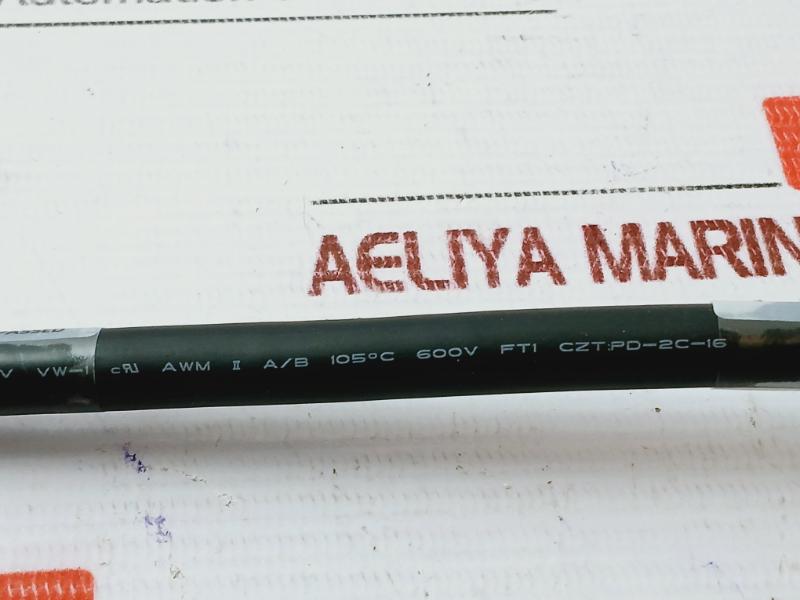 AELIYA MARIN
V VW-1 cRU AWM II A/B 105°C 600V FT1 CZT:PD-2C-16